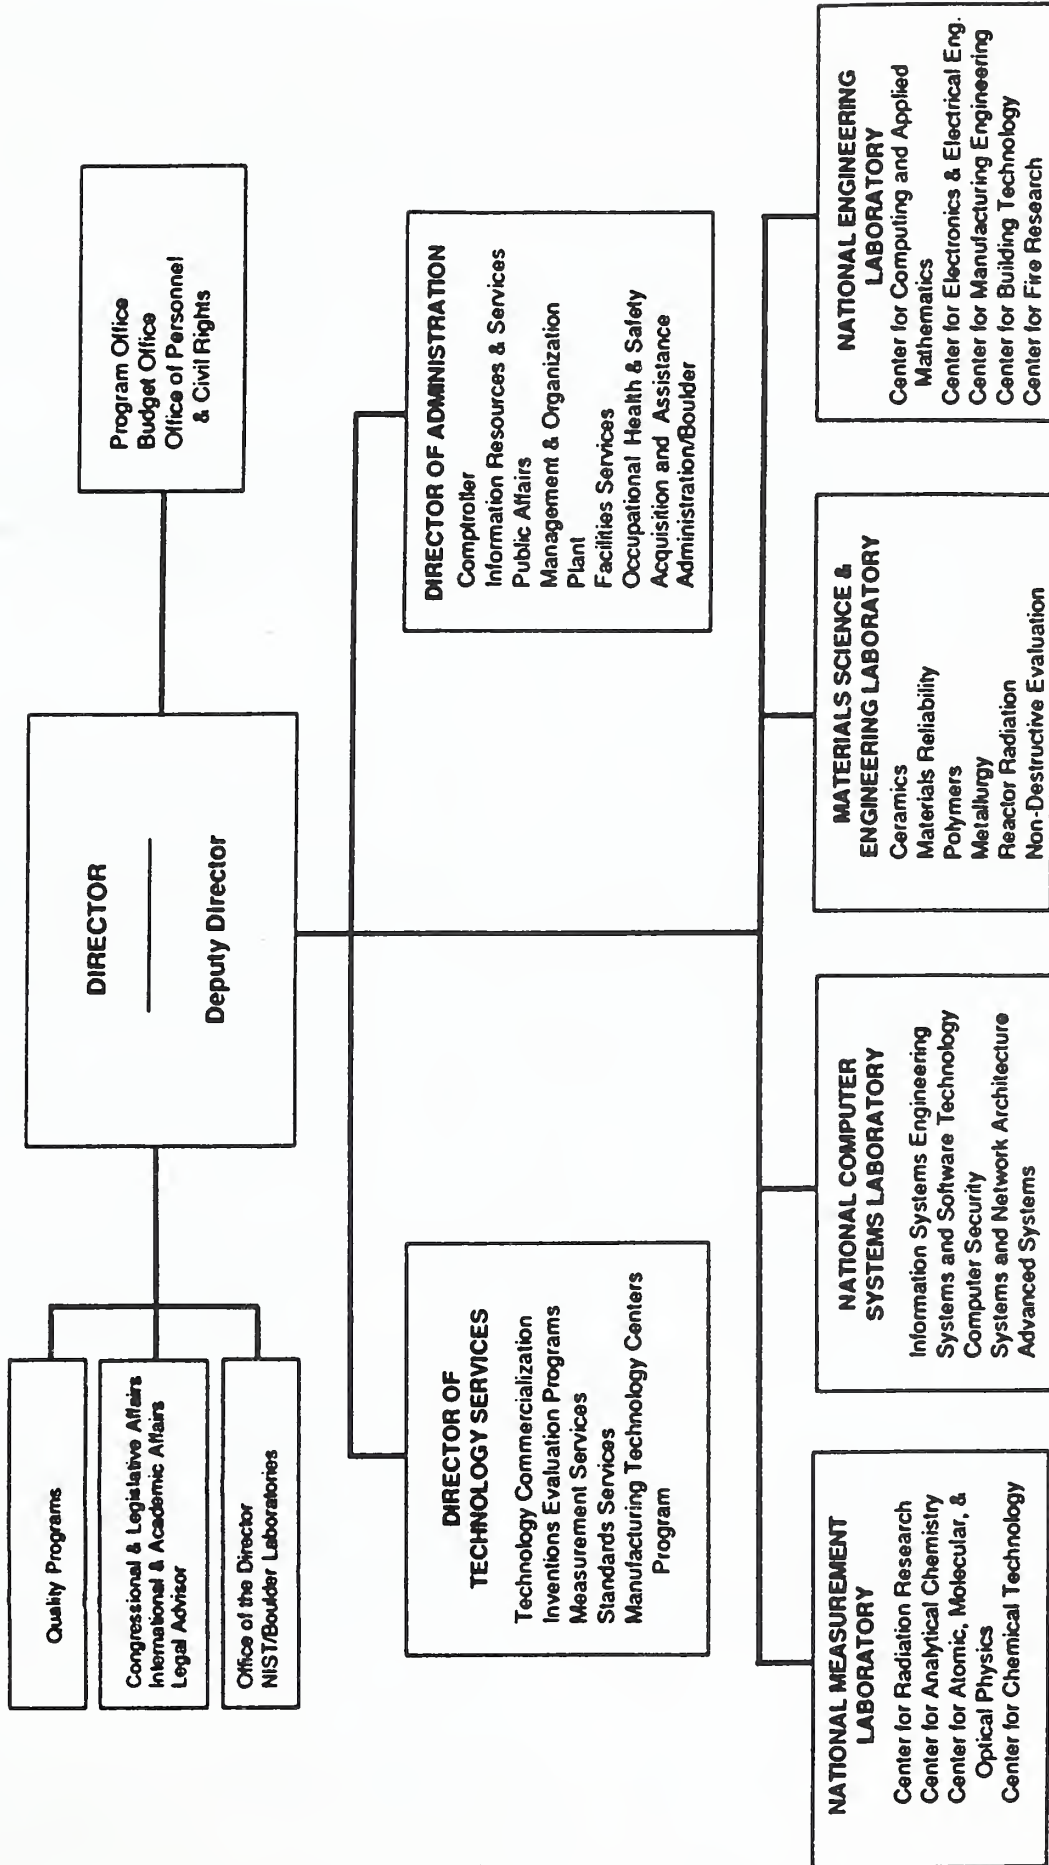 DIRECTOR
Deputy Director
Quality Programs
Congressional & Legislative Affairs
International & Academic Affairs
Legal Advisor
Office of the Director
NIST/Boulder Laboratories
Program Office
Budget Office
Office of Personnel
& Civil Rights
DIRECTOR OF
TECHNOLOGY SERVICES
Technology Commercialization
Inventions Evaluation Programs
Measurement Services
Standards Services
Manufacturing Technology Centers
Program
DIRECTOR OF ADMINISTRATION
Comptroller
Information Resources & Services
Public Affairs
Management & Organization
Plant
Facilities Services
Occupational Health & Safety
Acquisition and Assistance
Administration/Boulder
NATIONAL MEASUREMENT
LABORATORY
Center for Radiation Research
Center for Analytical Chemistry
Center for Atomic, Molecular, &
Optical Physics
Center for Chemical Technology
NATIONAL COMPUTER
SYSTEMS LABORATORY
Information Systems Engineering
Systems and Software Technology
Computer Security
Systems and Network Architecture
Advanced Systems
MATERIALS SCIENCE &
ENGINEERING LABORATORY
Ceramics
Materials Reliability
Polymers
Metallurgy
Reactor Radiation
Non-Destructive Evaluation
NATIONAL ENGINEERING
LABORATORY
Center for Computing and Applied
Mathematics
Center for Electronics & Electrical Eng.
Center for Manufacturing Engineering
Center for Building Technology
Center for Fire Research